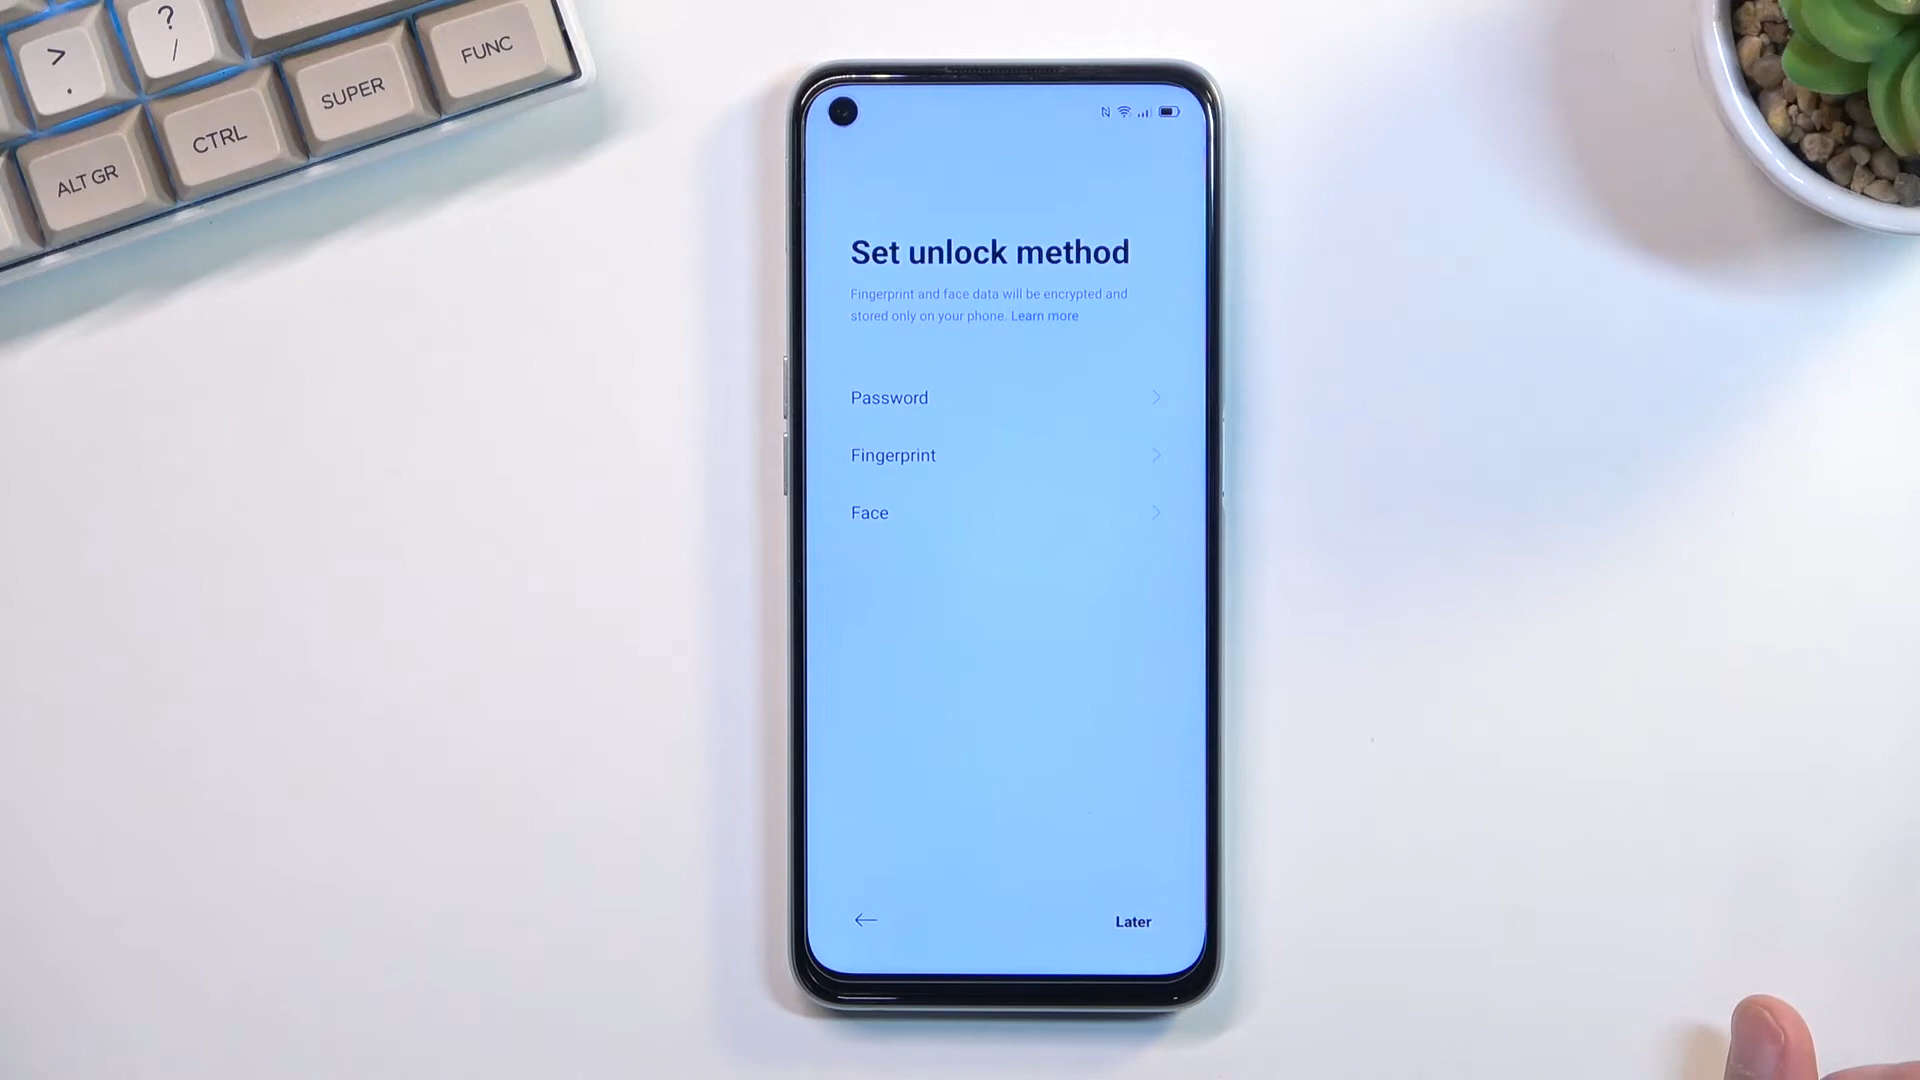 >
.
?
/
FUNC
SUPER
CTRL
ALT GR
Set unlock method
Fingerprint and face data will be encrypted and
stored only on your phone. Learn more
Password
Fingerprint
Face
Later